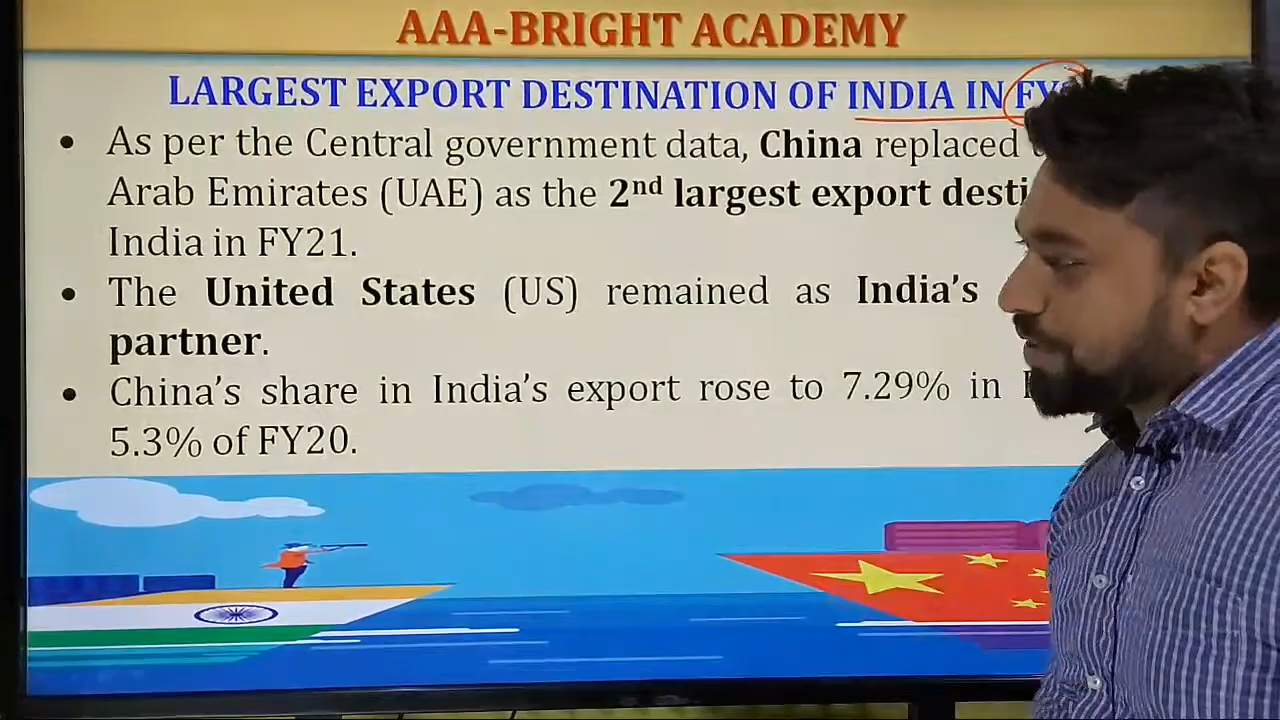 AAA-BRIGHT ACADEMY
LARGEST EXPORT DESTINATION OF INDIA IN
• As per the Central government data, China replaced
Arab Emirates (UAE) as the 2nd largest export
India in FY21.
• The United States (US) remained as India's
partner.
• China's share in India's export rose to 7.29% in
5.3% of FY20.